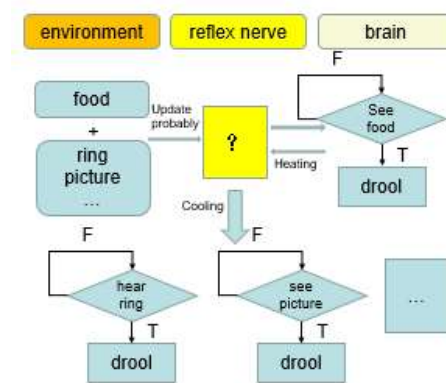 environment
reflex nerve
brain
F
food
+
ring
picture
...
Update
probably
?
See
food
Heating
T
drool
Cooling
F
hear
ring
T
drool
F
see
picture
T
drool
...